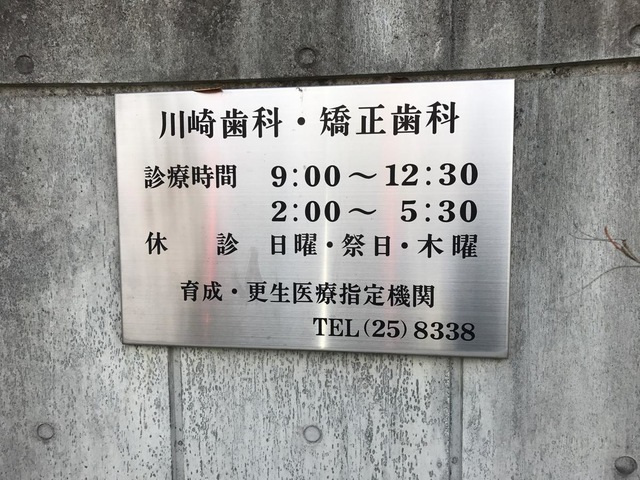 川崎歯科・矯正歯科
診療時間 9:00～12:30
2:00～ 5:30
休 診 日曜・祭日・木曜
育成・更生医療指定機関
TEL(25)8338